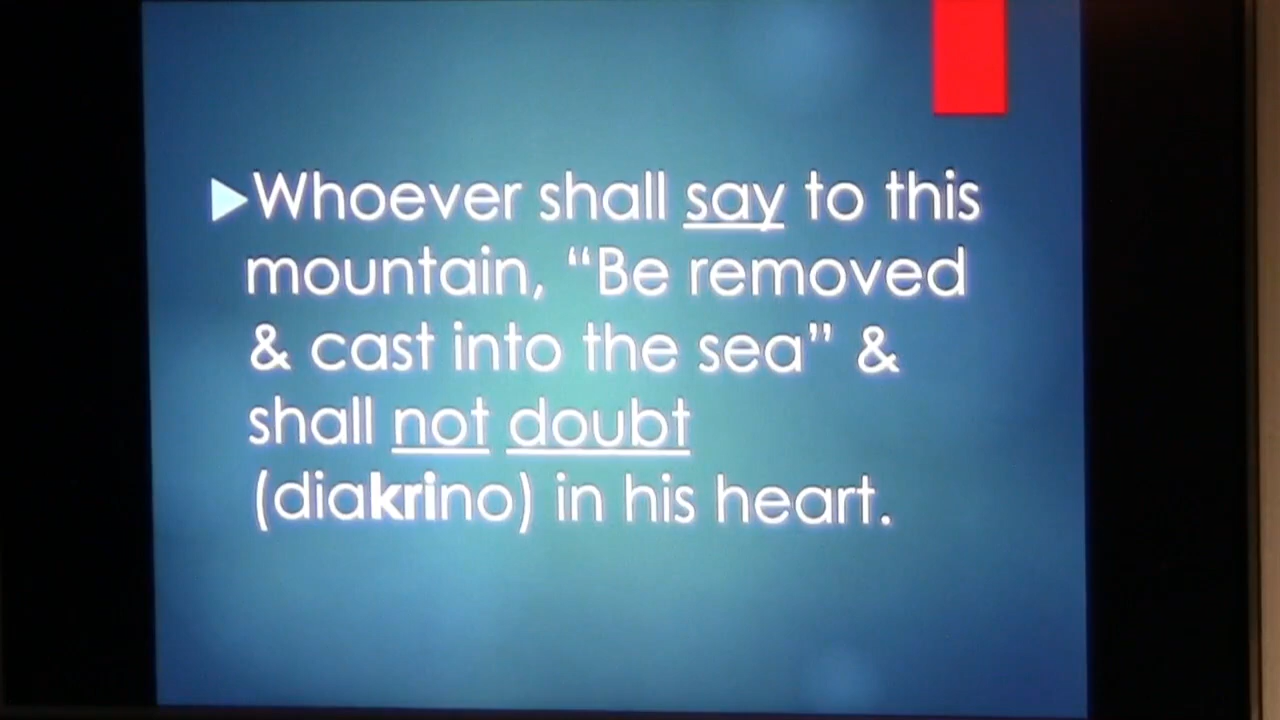 Whoever shall say to this
mountain, “Be removed
& cast into the sea” &
shall not doubt
(diakrino) in his heart.